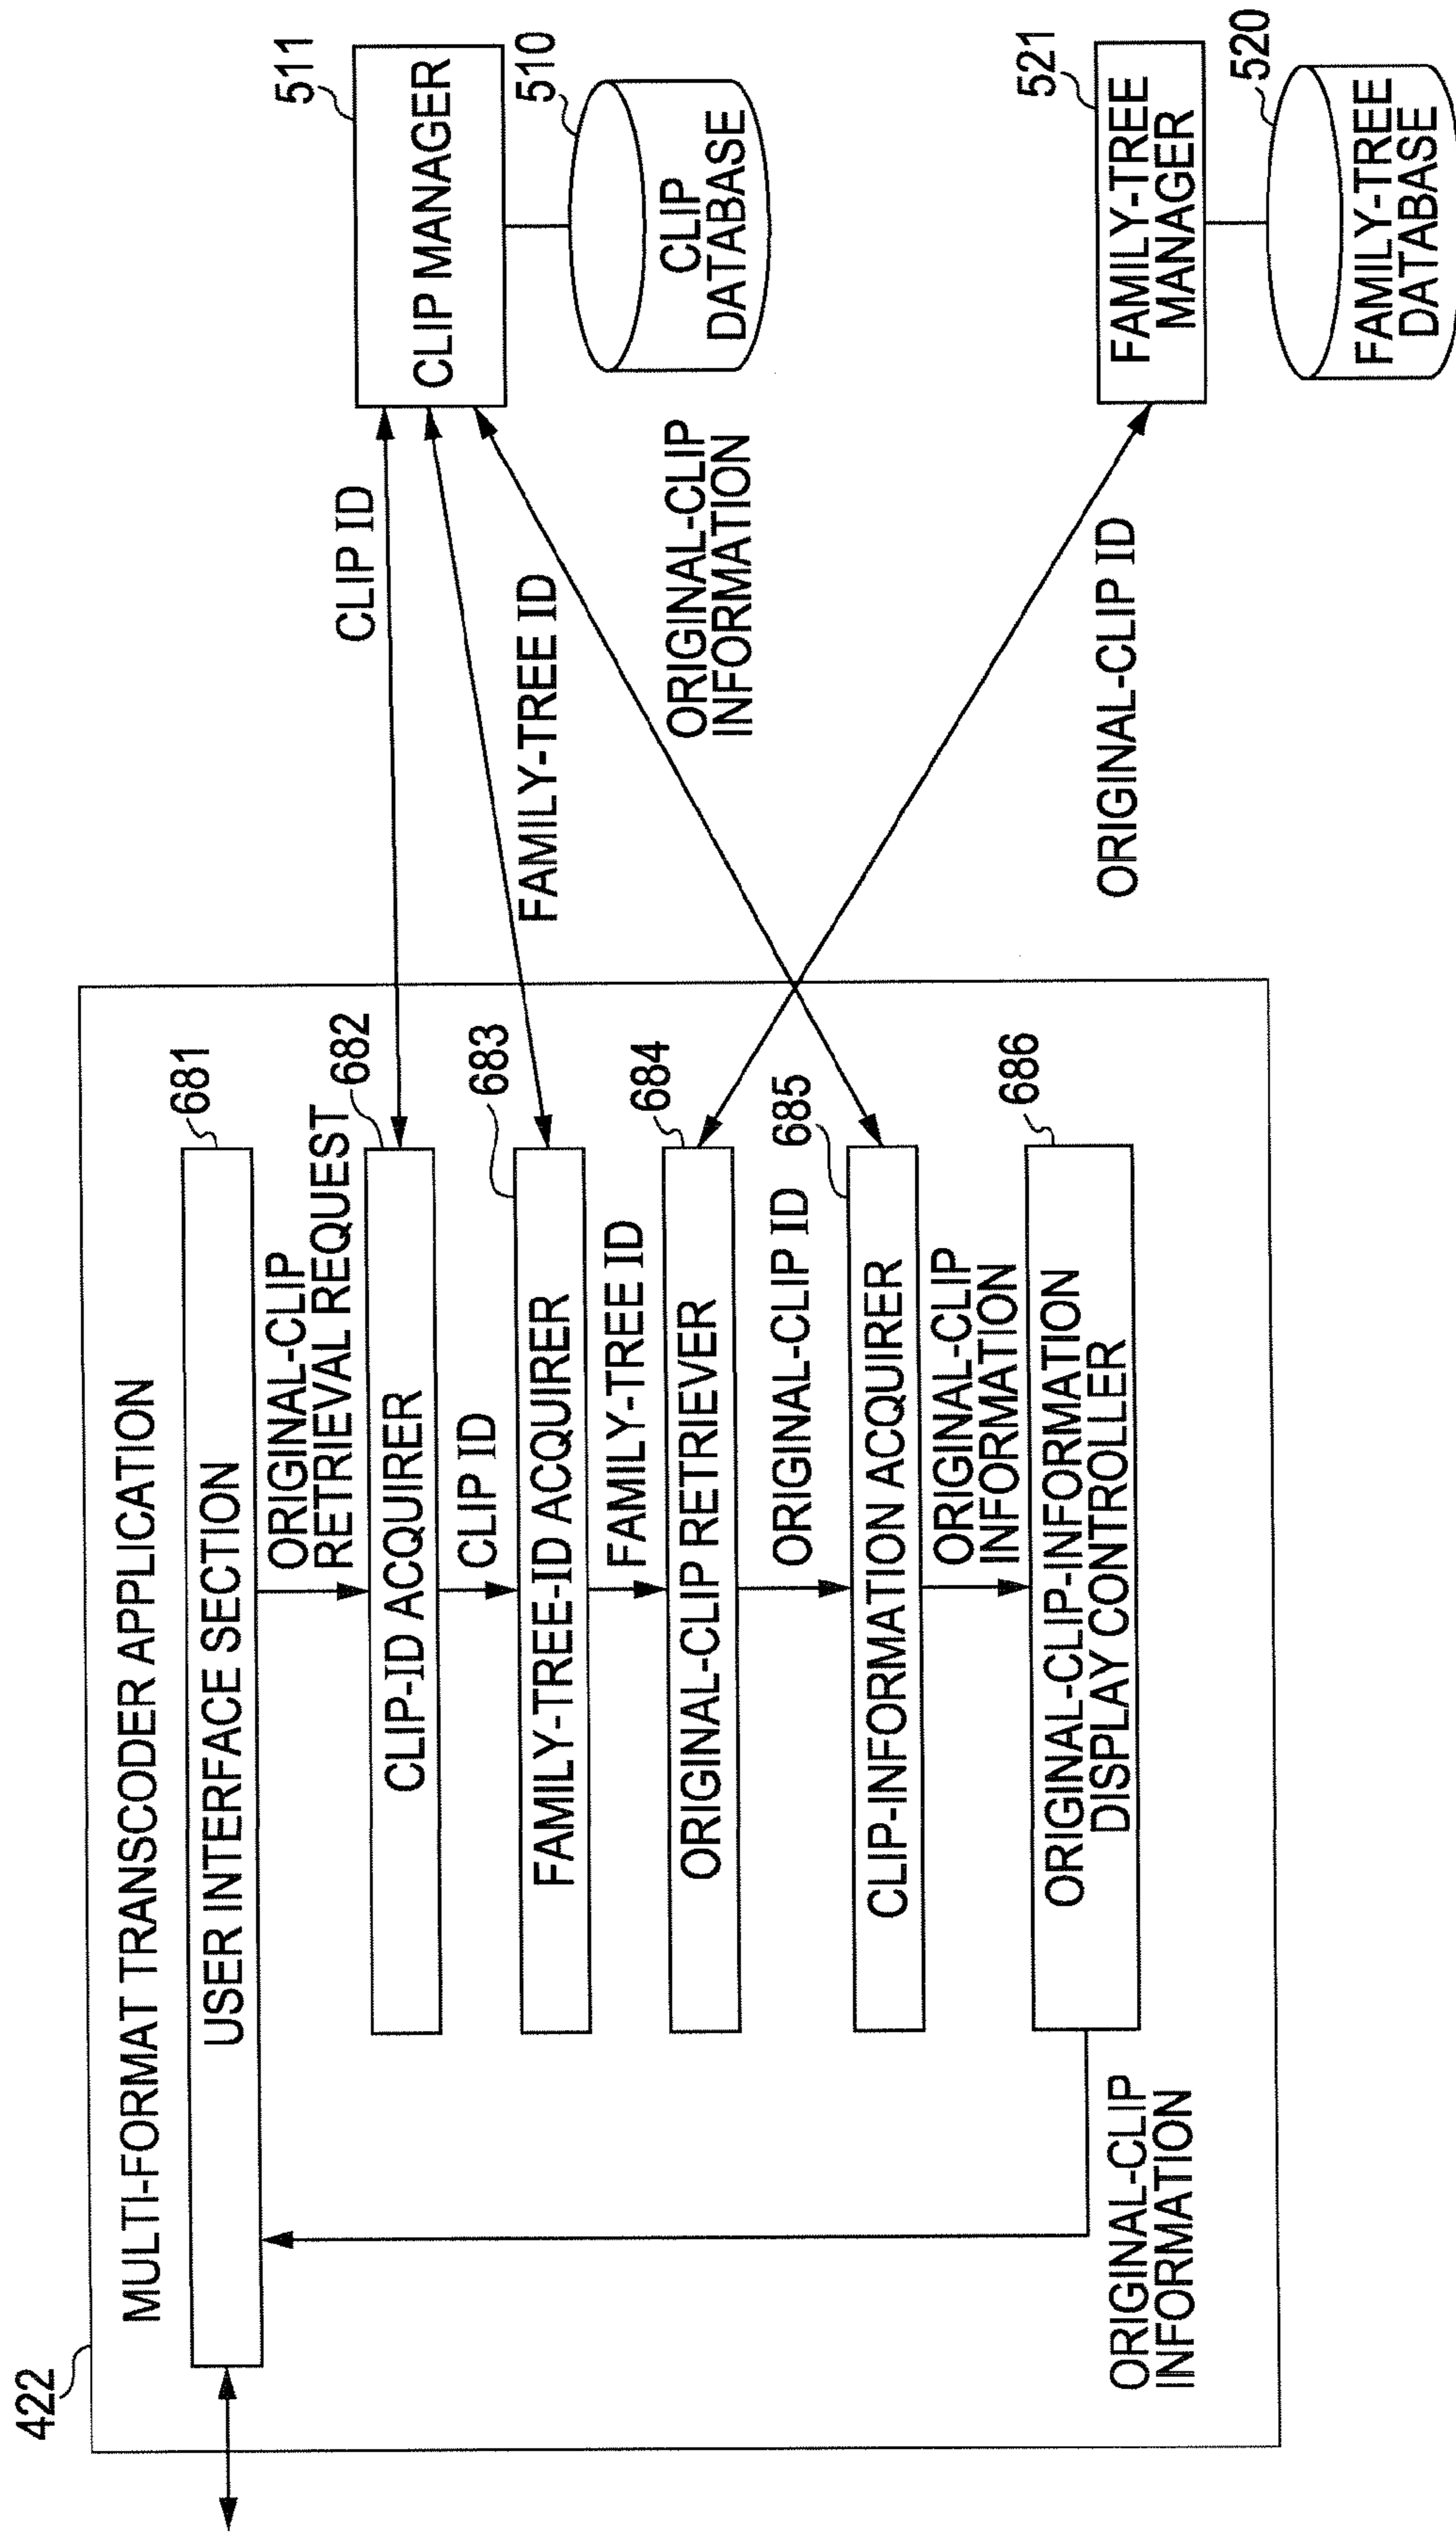 422
MULTI-FORMAT TRANSCODER APPLICATION
USER INTERFACE SECTION
681
ORIGINAL-CLIP
RETRIEVAL REQUEST
682
CLIP-ID ACQUIRER
CLIP ID
683
FAMILY-TREE-ID ACQUIRER
FAMILY-TREE ID
684
ORIGINAL-CLIP RETRIEVER
ORIGINAL-CLIP ID
685
CLIP-INFORMATION ACQUIRER
ORIGINAL-CLIP
INFORMATION
686
ORIGINAL-CLIP-INFORMATION
DISPLAY CONTROLLER
ORIGINAL-CLIP
INFORMATION
CLIP ID
FAMILY-TREE ID
ORIGINAL-CLIP
INFORMATION
ORIGINAL-CLIP ID
511
CLIP MANAGER
510
CLIP
DATABASE
521
FAMILY-TREE
MANAGER
520
FAMILY-TREE
DATABASE